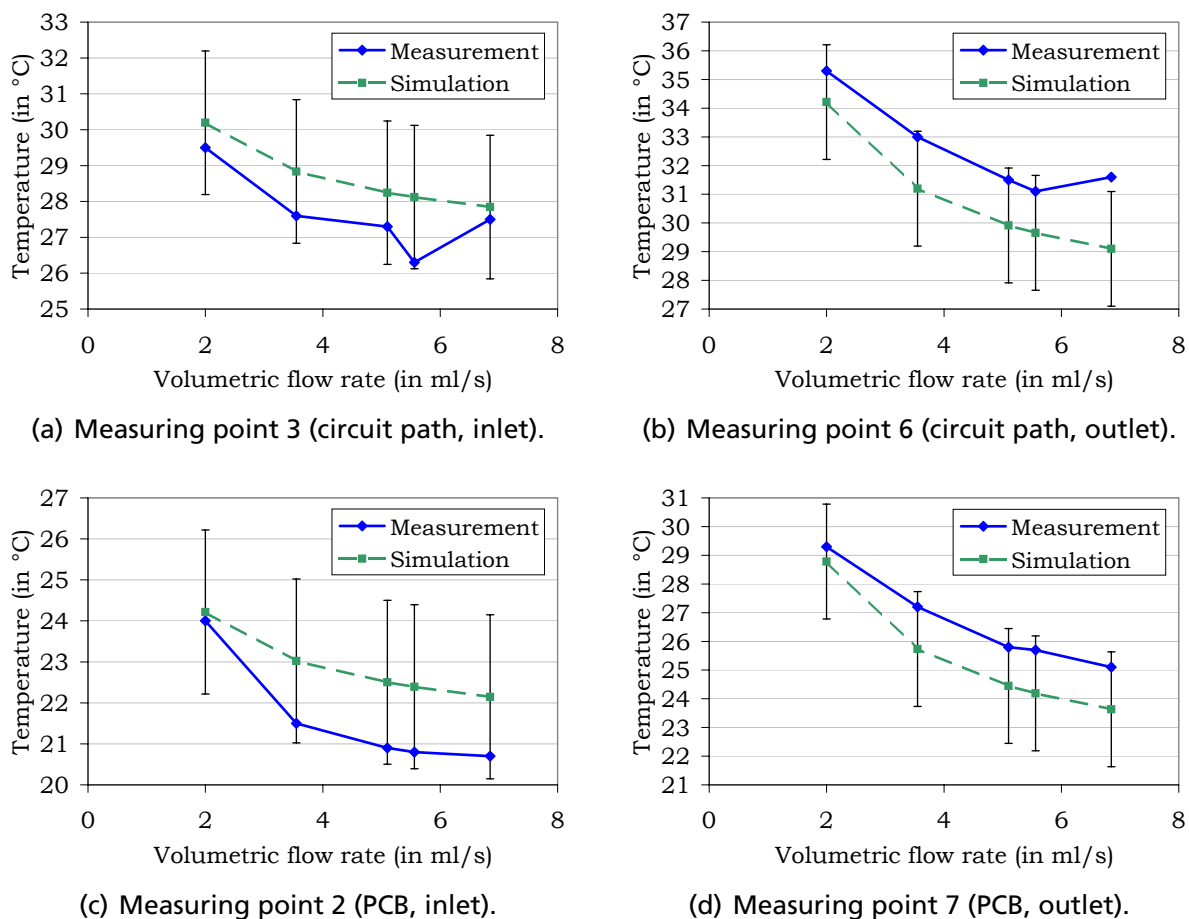 33
32
31
30
29
28
27
26
25
Temperature (in °C)
Measurement
Simulation
0 2 4 6 8
Volumetric flow rate (in ml/s)
(a) Measuring point 3 (circuit path, inlet).
37
36
35
34
33
32
31
30
29
28
27
Temperature (in °C)
Measurement
Simulation
0 2 4 6 8
Volumetric flow rate (in ml/s)
(b) Measuring point 6 (circuit path, outlet).
27
26
25
24
23
22
21
20
Temperature (in °C)
Measurement
Simulation
0 2 4 6 8
Volumetric flow rate (in ml/s)
(c) Measuring point 2 (PCB, inlet).
31
30
29
28
27
26
25
24
23
22
21
Temperature (in °C)
Measurement
Simulation
0 2 4 6 8
Volumetric flow rate (in ml/s)
(d) Measuring point 7 (PCB, outlet).